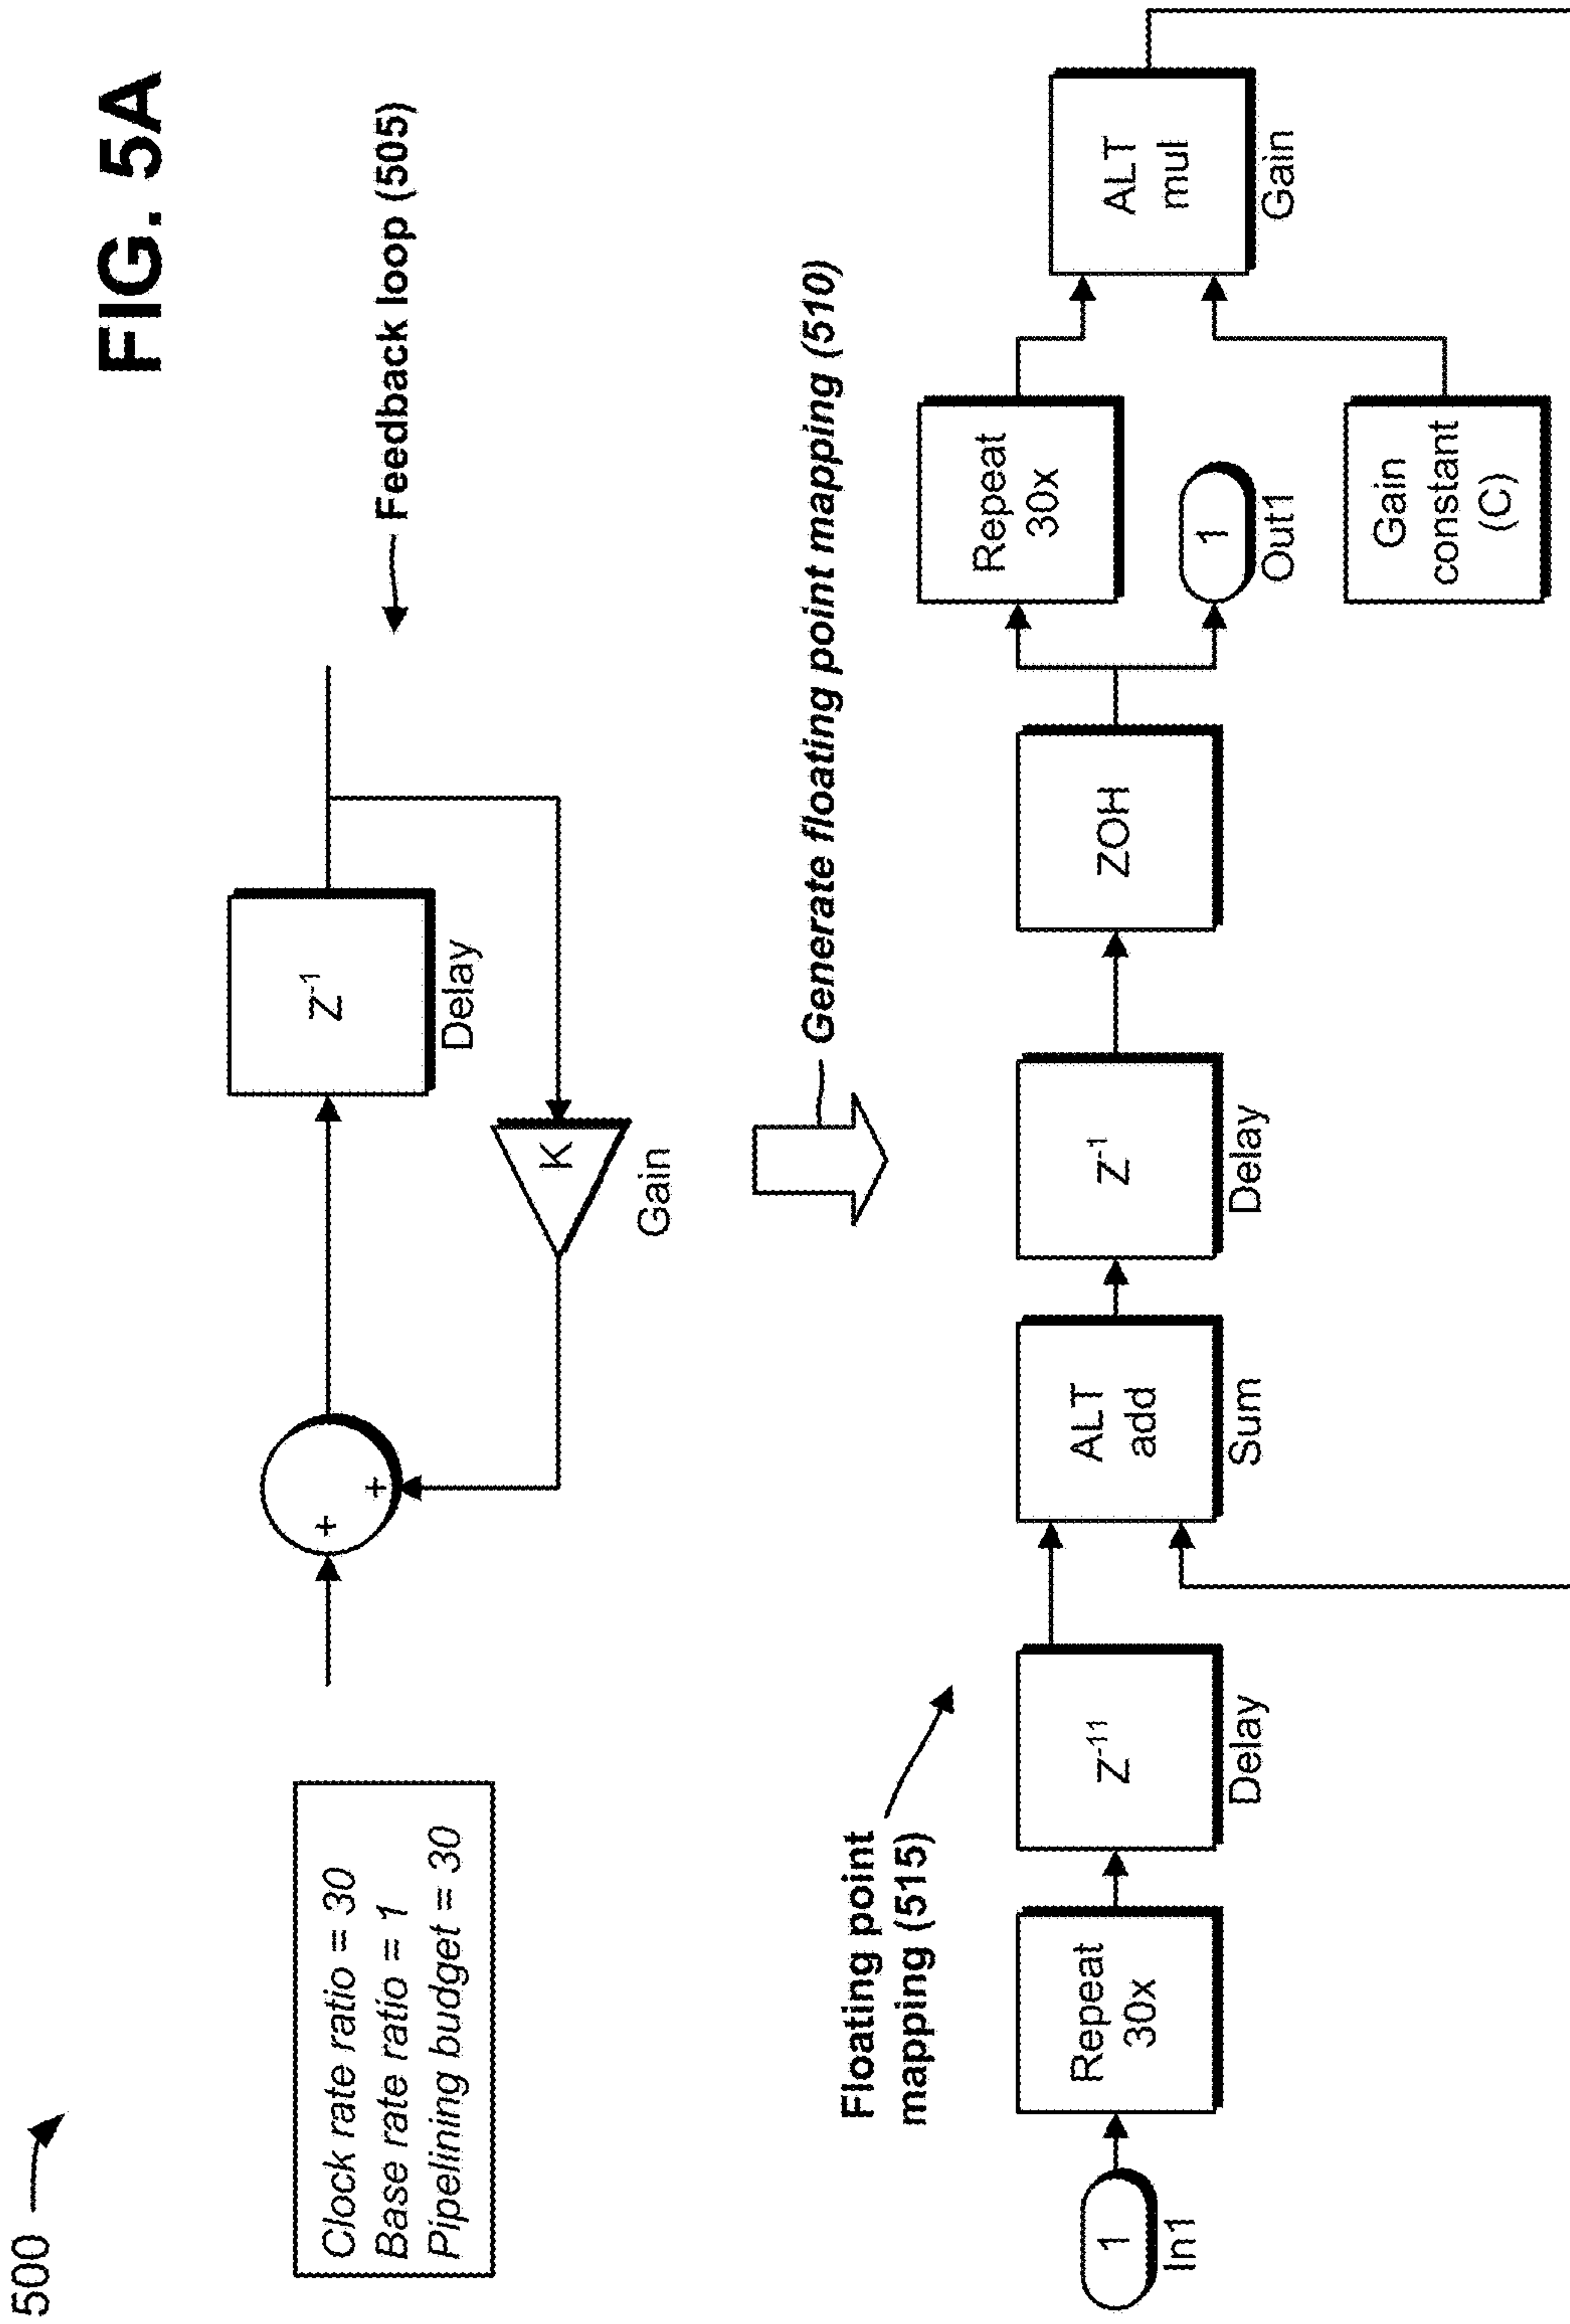 500
FIG. 5A
Clock rate ratio = 30
Base rate ratio = 1
Pipelining budget = 30
+
+
Z-1
Delay
K
Gain
Feedback loop (505)
Generate floating point mapping (510)
Floating point
mapping (515)
1
In1
Repeat
30x
Z-11
Delay
ALT
add
Sum
Z-1
Delay
ZOH
Repeat
30x
1
Out1
Gain
constant
(C)
ALT
mul
Gain